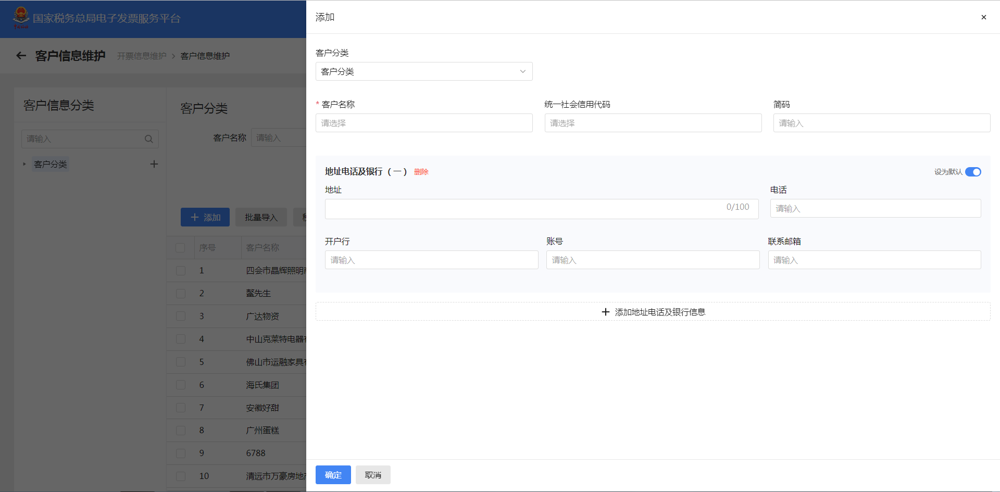 国家税务总局电子发票服务平台
客户信息维护
开票信息维护 > 客户信息维护
客户信息分类
请输入
客户分类
客户分类
客户名称
请输入
添加
批量导入
序号
客户名称
1
四会市晶辉照明
2
鳌先生
3
广达物资
4
中山克莱特电器
5
佛山市运融家具
6
海氏集团
7
安徽好甜
8
广州蛋糕
9
6788
10
清远市万豪房地
添加
客户分类
客户分类
* 客户名称
请选择
统一社会信用代码
请选择
简码
请输入
地址电话及银行（一）
删除
设为默认
地址
0/100
电话
请输入
开户行
请输入
账号
请输入
联系邮箱
请输入
添加地址电话及银行信息
确定
取消